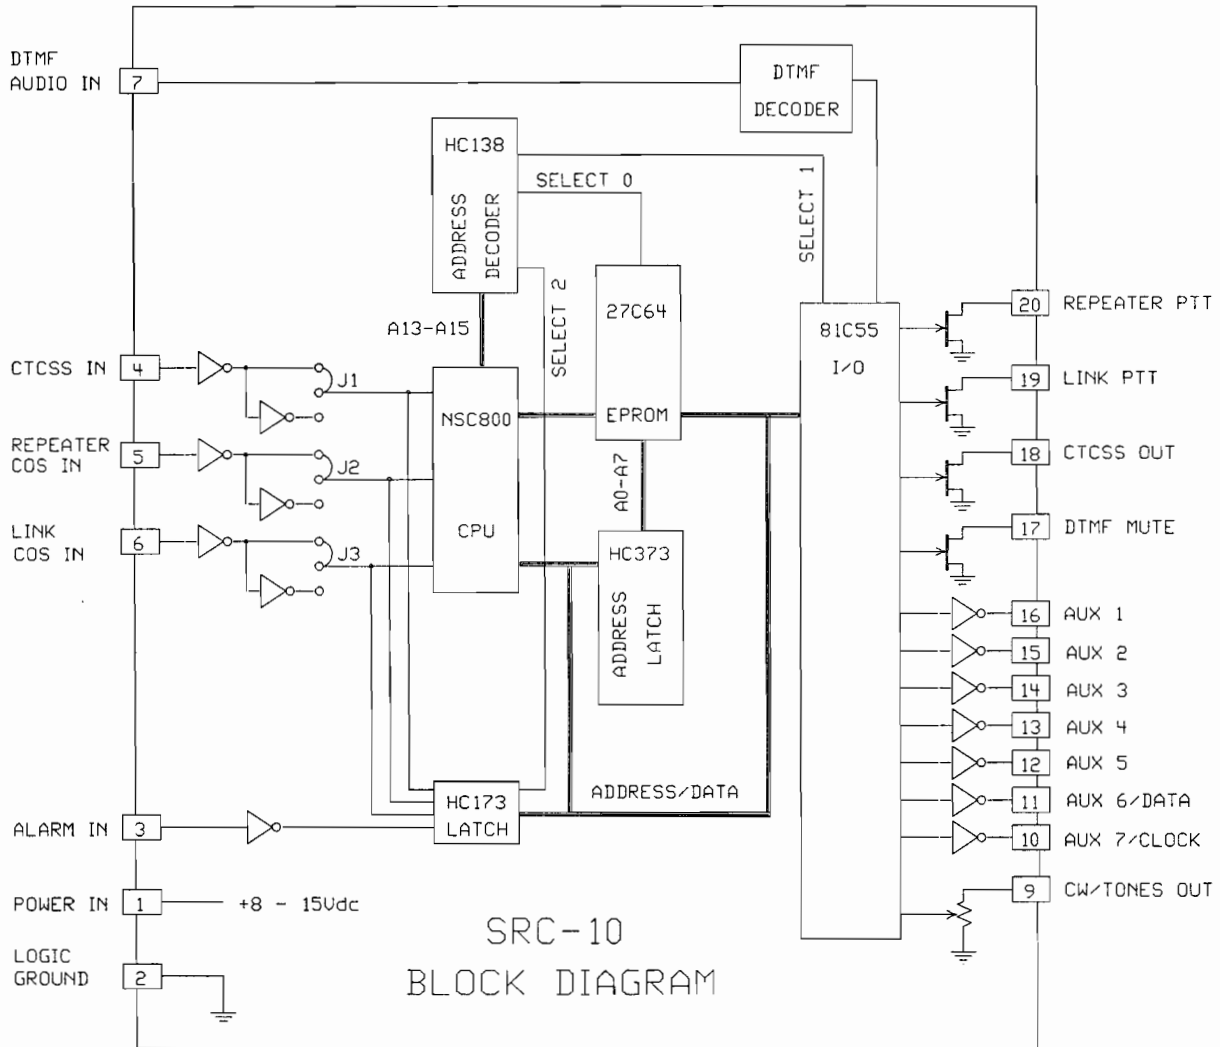 DTMF
AUDIO IN
7
DTMF
DECODER
HC138
ADDRESS
DECODER
SELECT 0
SELECT 1
SELECT 2
A13-A15
27C64
EPROM
A0-A7
81C55
I/O
20
REPEATER PTT
19
LINK PTT
18
CTCSS OUT
17
DTMF MUTE
16
AUX 1
15
AUX 2
14
AUX 3
13
AUX 4
12
AUX 5
11
AUX 6/DATA
10
AUX 7/CLOCK
9
CW/TONES OUT
CTCSS IN
4
J1
REPEATER
COS IN
5
J2
LINK
COS IN
6
J3
NSC800
CPU
HC373
ADDRESS
LATCH
HC173
LATCH
ADDRESS/DATA
ALARM IN
3
POWER IN
1
+8 - 15Vdc
LOGIC
GROUND
2
SRC-10
BLOCK DIAGRAM